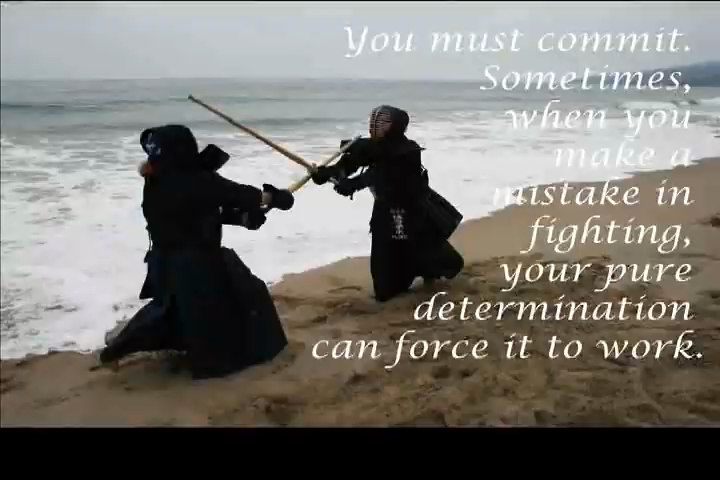 You must commit.
Sometimes,
when you
make a
mistake in
fighting,
your pure
determination
can force it to work.